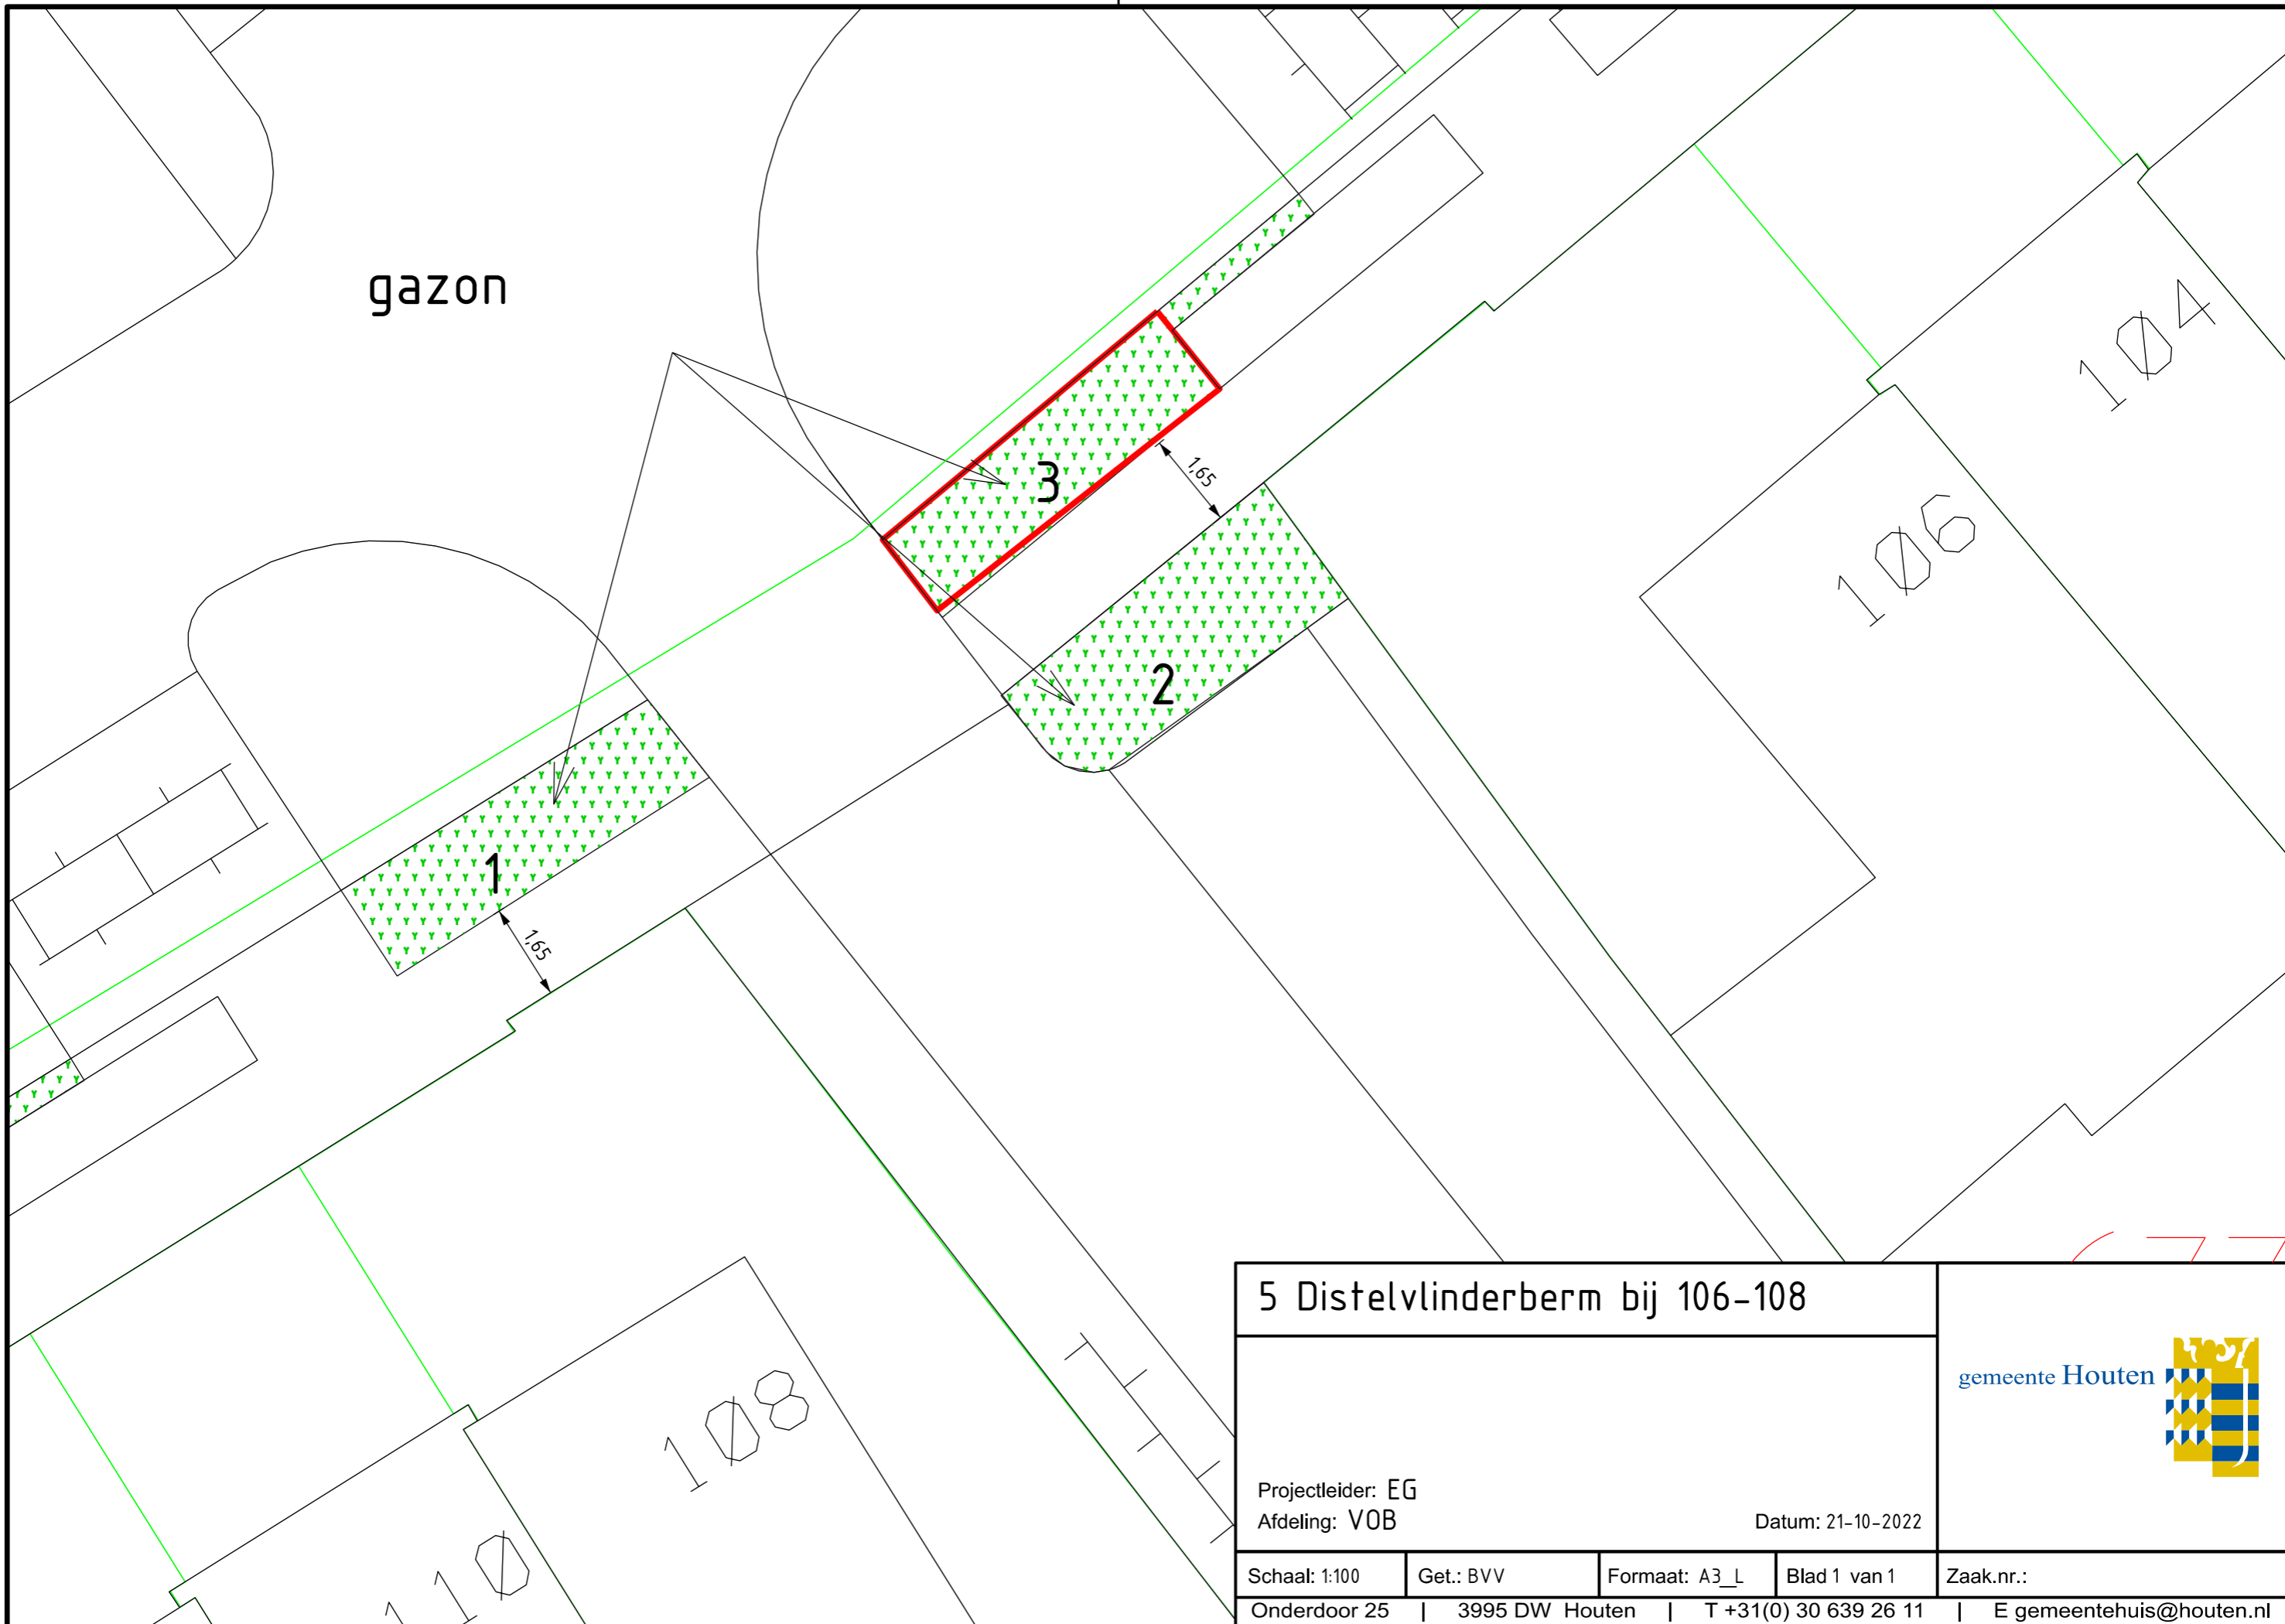 gazon
104
3
1,65
106
2
1
1,65
108
110
5 Distelvlinderberm bij 106-108
gemeente Houten
Projectleider: EG
Afdeling: VOB
Datum: 21-10-2022
Schaal: 1:100
Get.: BVV
Formaat: A3_L
Blad 1 van 1
Zaak.nr.:
Onderdoor 25 | 3995 DW Houten | T +31(0) 30 639 26 11 | E gemeentehuis@houten.nl